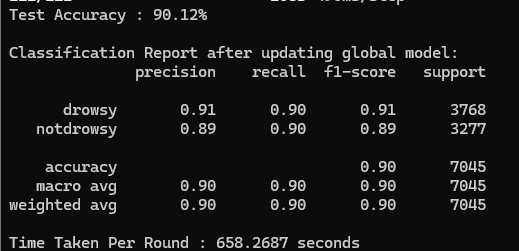 Test Accuracy : 90.12%
Classification Report after updating global model:
precision recall f1-score support
drowsy 0.91 0.90 0.91 3768
notdrowsy 0.89 0.90 0.89 3277
accuracy 0.90 7045
macro avg 0.90 0.90 0.90 7045
weighted avg 0.90 0.90 0.90 7045
Time Taken Per Round : 658.2687 seconds